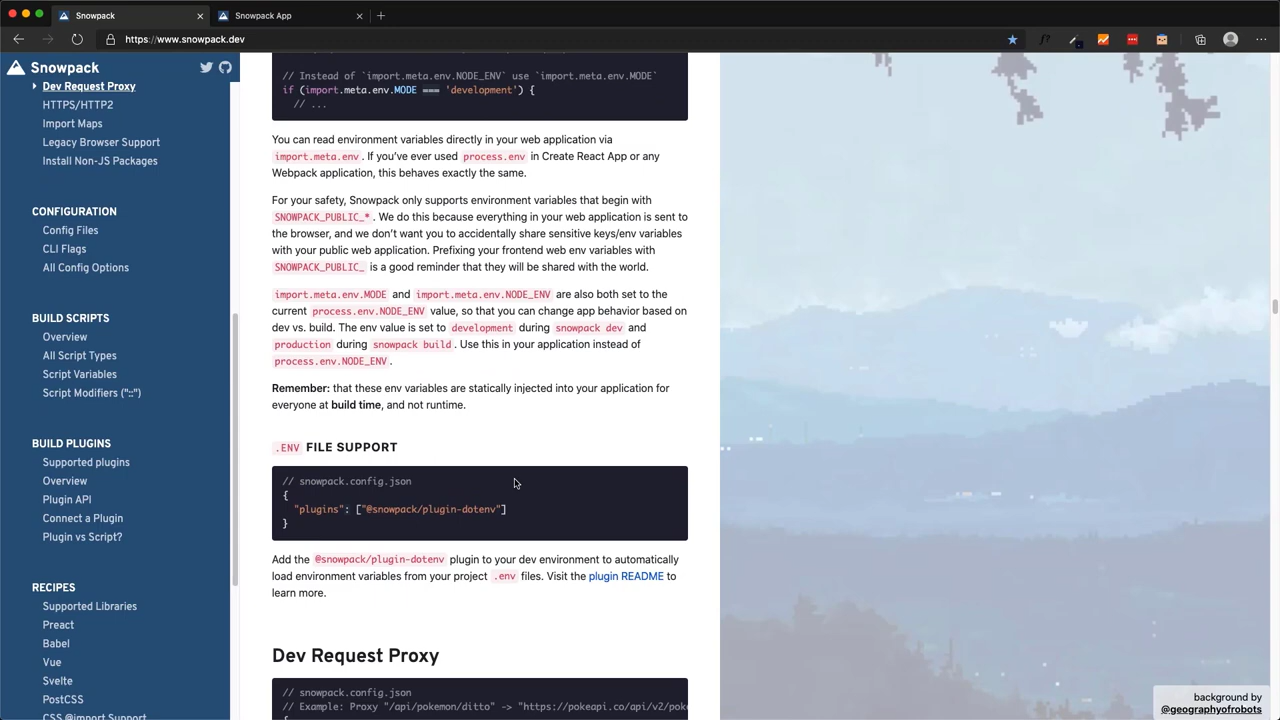 Snowpack
Snowpack App
https://www.snowpack.dev
Snowpack
Dev Request Proxy
HTTPS/HTTP2
Import Maps
Legacy Browser Support
Install Non-JS Packages
CONFIGURATION
Config Files
CLI Flags
All Config Options
BUILD SCRIPTS
Overview
All Script Types
Script Variables
Script Modifiers ("::")
BUILD PLUGINS
Supported plugins
Overview
Plugin API
Connect a Plugin
Plugin vs Script?
RECIPES
Supported Libraries
Preact
Babel
Vue
Svelte
PostCSS
CSS @import Support
// Instead of `import.meta.env.NODE_ENV` use `import.meta.env.MODE`
if (import.meta.env.MODE === 'development') {
// ...
You can read environment variables directly in your web application via
import.meta.env. If you've ever used process.env in Create React App or any
Webpack application, this behaves exactly the same.
For your safety, Snowpack only supports environment variables that begin with
SNOWPACK_PUBLIC_*. We do this because everything in your web application is sent to
the browser, and we don't want you to accidentally share sensitive keys/env variables
with your public web application. Prefixing your frontend web env variables with
SNOWPACK_PUBLIC_ is a good reminder that they will be shared with the world.
import.meta.env.MODE and import.meta.env.NODE_ENV are also both set to the
current process.env.NODE_ENV value, so that you can change app behavior based on
dev vs. build. The env value is set to development during snowpack dev and
production during snowpack build. Use this in your application instead of
process.env.NODE_ENV.
Remember: that these env variables are statically injected into your application for
everyone at build time, and not runtime.
.ENV FILE SUPPORT
// snowpack.config.json
{
"plugins": ["@snowpack/plugin-dotenv"]
}
Add the @snowpack/plugin-dotenv plugin to your dev environment to automatically
load environment variables from your project .env files. Visit the plugin README to
learn more.
Dev Request Proxy
// snowpack.config.json
// Example: Proxy "/api/pokemon/ditto" -> "https://pokeapi.co/api/v2/poke
{
background by
@geographyofrobots